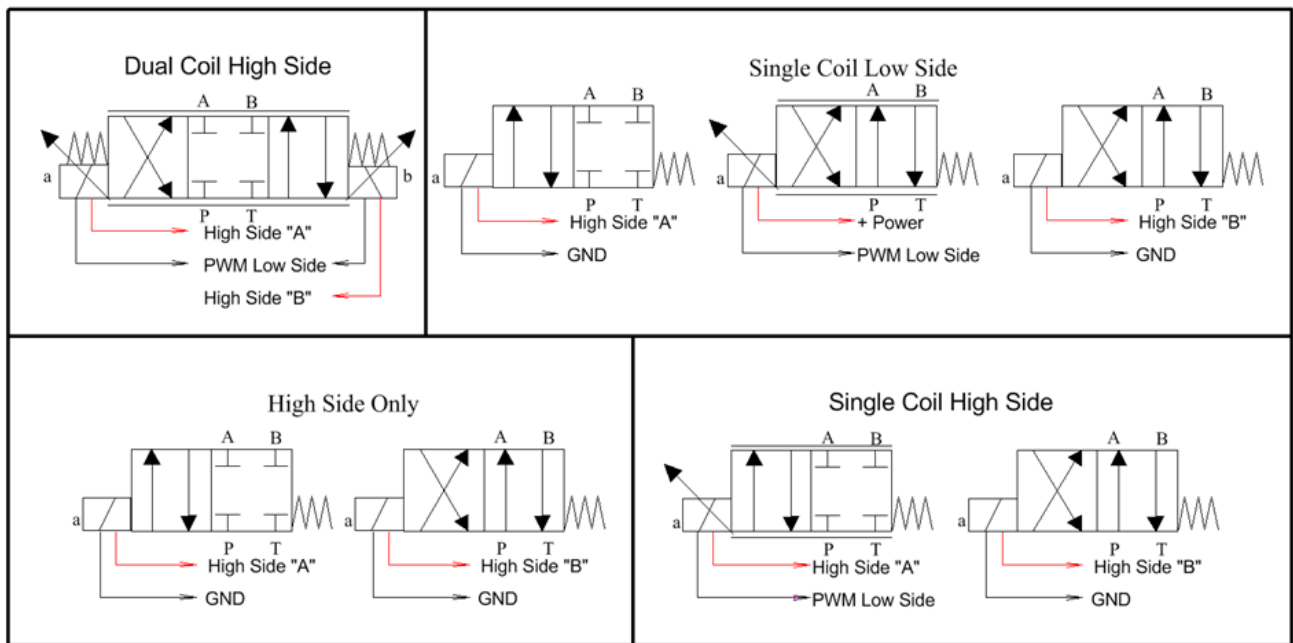 Dual Coil High Side
A B
a b
P T
High Side "A"
PWM Low Side
High Side "B"
Single Coil Low Side
A B
a
P T
High Side "A"
GND
A B
a
P T
+ Power
PWM Low Side
A B
a
P T
High Side "B"
GND
High Side Only
A B
a
P T
High Side "A"
GND
A B
a
P T
High Side "B"
GND
Single Coil High Side
A B
a
P T
High Side "A"
PWM Low Side
A B
a
P T
High Side "B"
GND